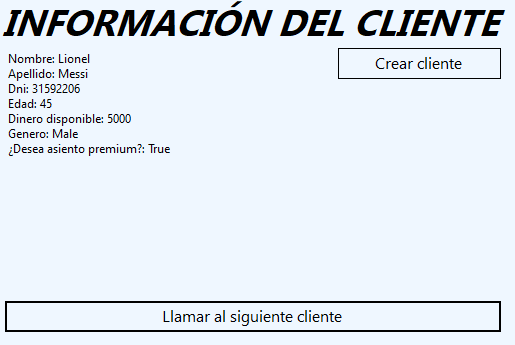 INFORMACIÓN DEL CLIENTE
Crear cliente
Nombre: Lionel
Apellido: Messi
Dni: 31592206
Edad: 45
Dinero disponible: 5000
Genero: Male
¿Desea asiento premium?: True
Llamar al siguiente cliente